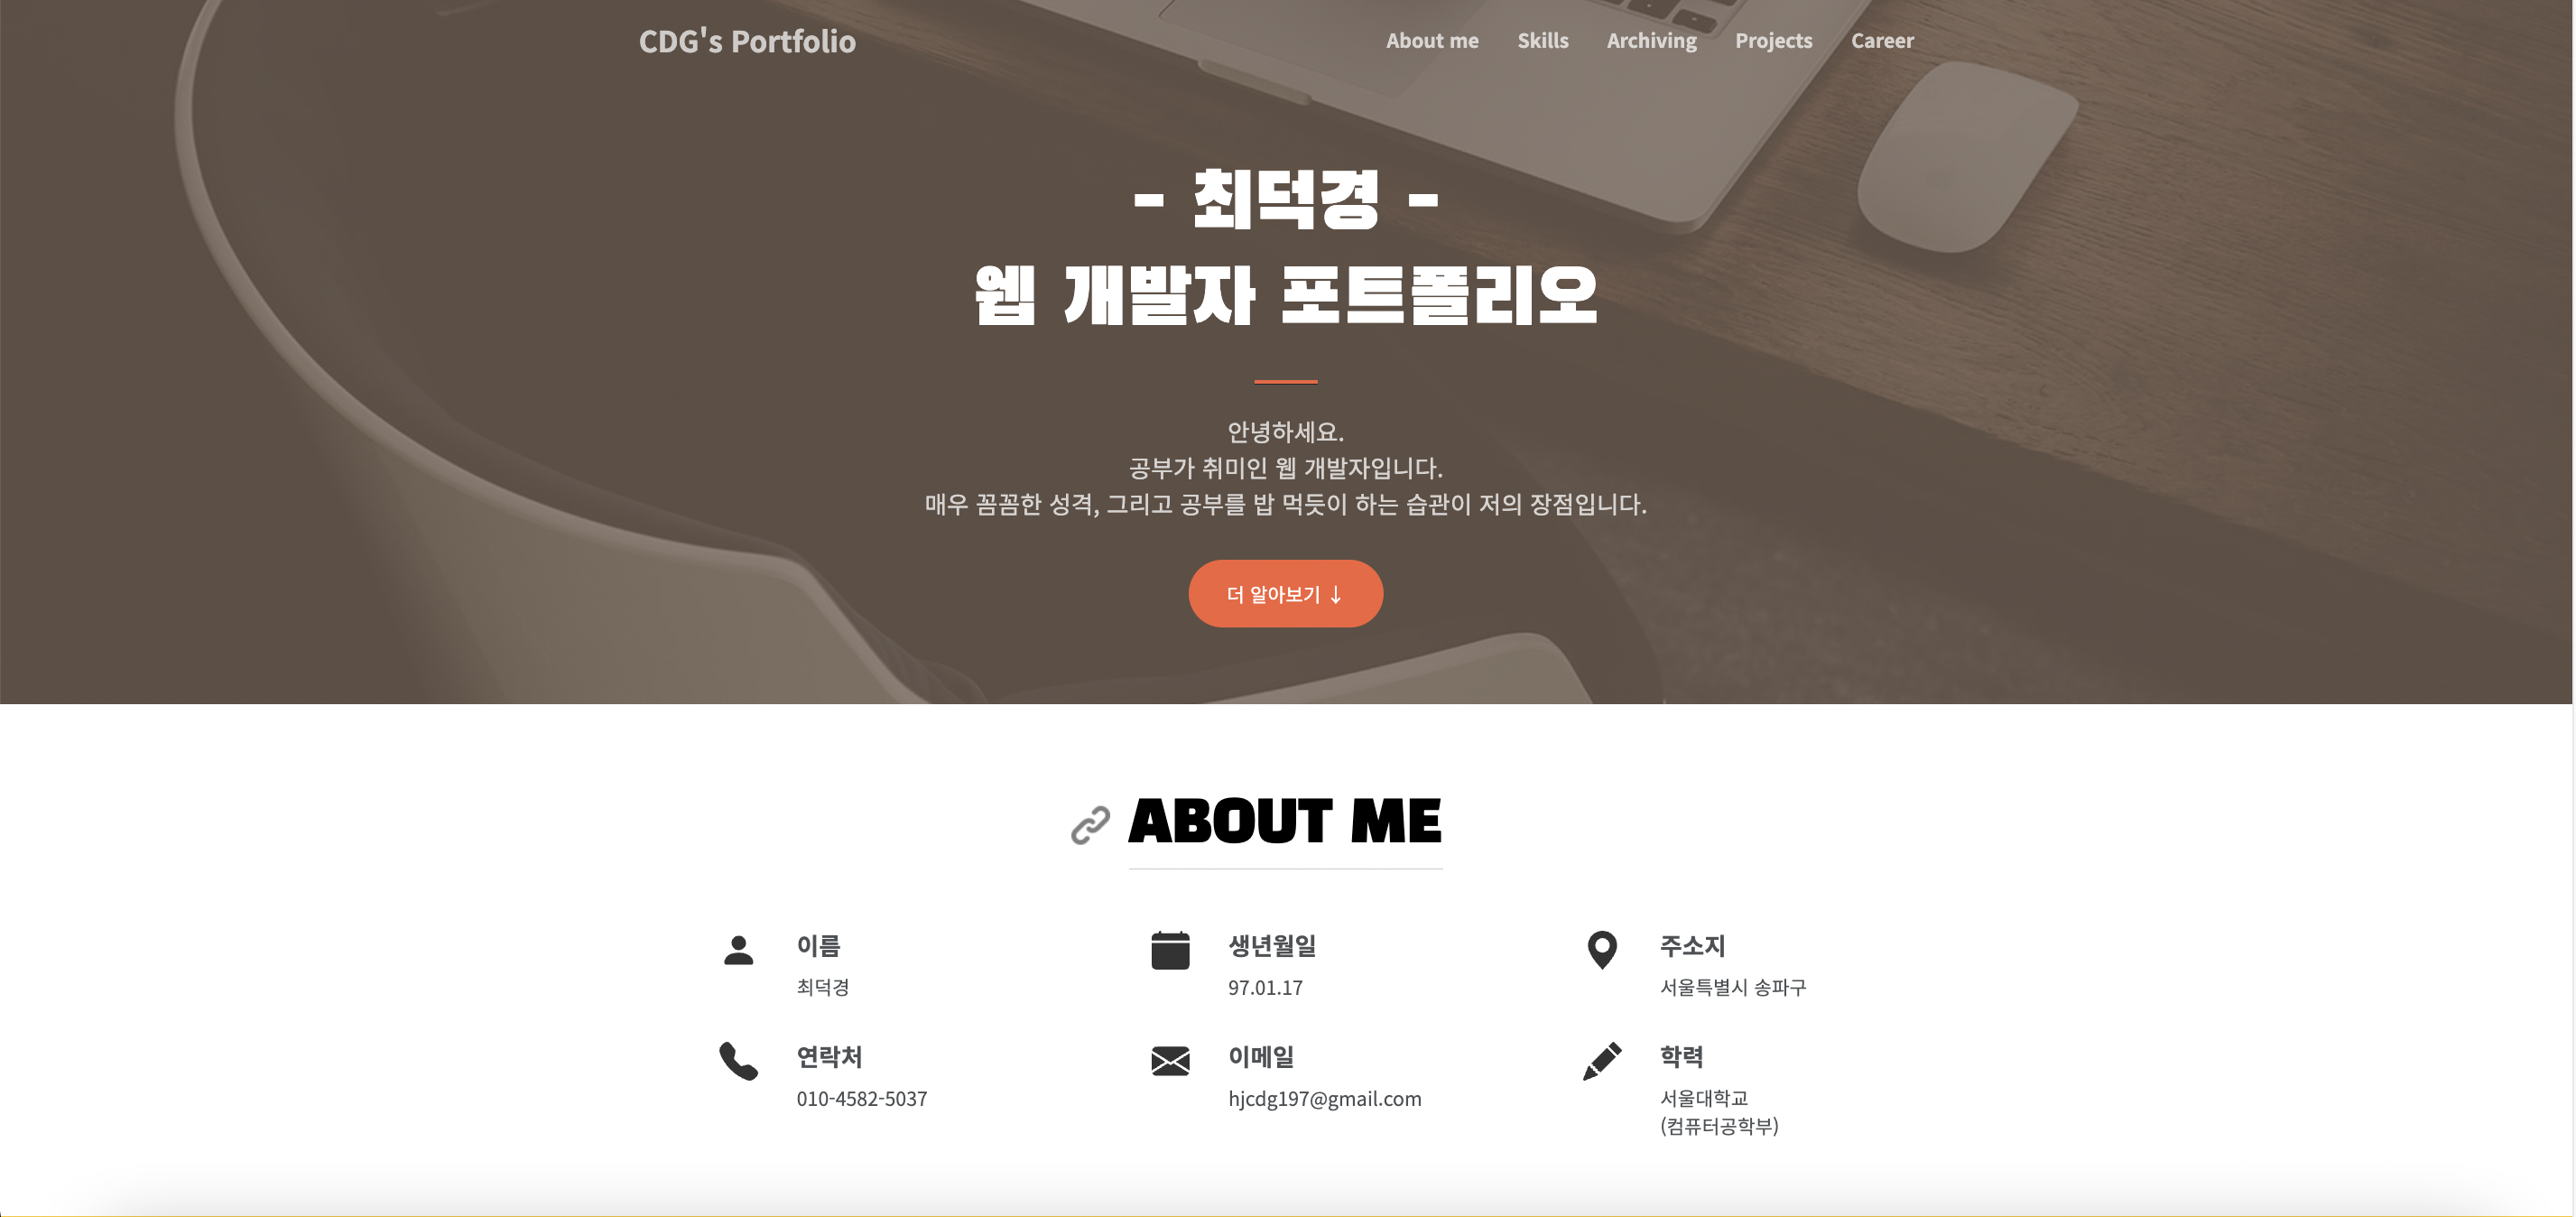 CDG's Portfolio
About me Skills Archiving Projects Career
- 최덕경 -
웹 개발자 포트폴리오
안녕하세요.
공부가 취미인 웹 개발자입니다.
매우 꼼꼼한 성격, 그리고 공부를 밥 먹듯이 하는 습관이 저의 장점입니다.
더 알아보기 ↓
ABOUT ME
이름
최덕경
생년월일
97.01.17
주소지
서울특별시 송파구
연락처
010-4582-5037
이메일
hjcdg197@gmail.com
학력
서울대학교
(컴퓨터공학부)